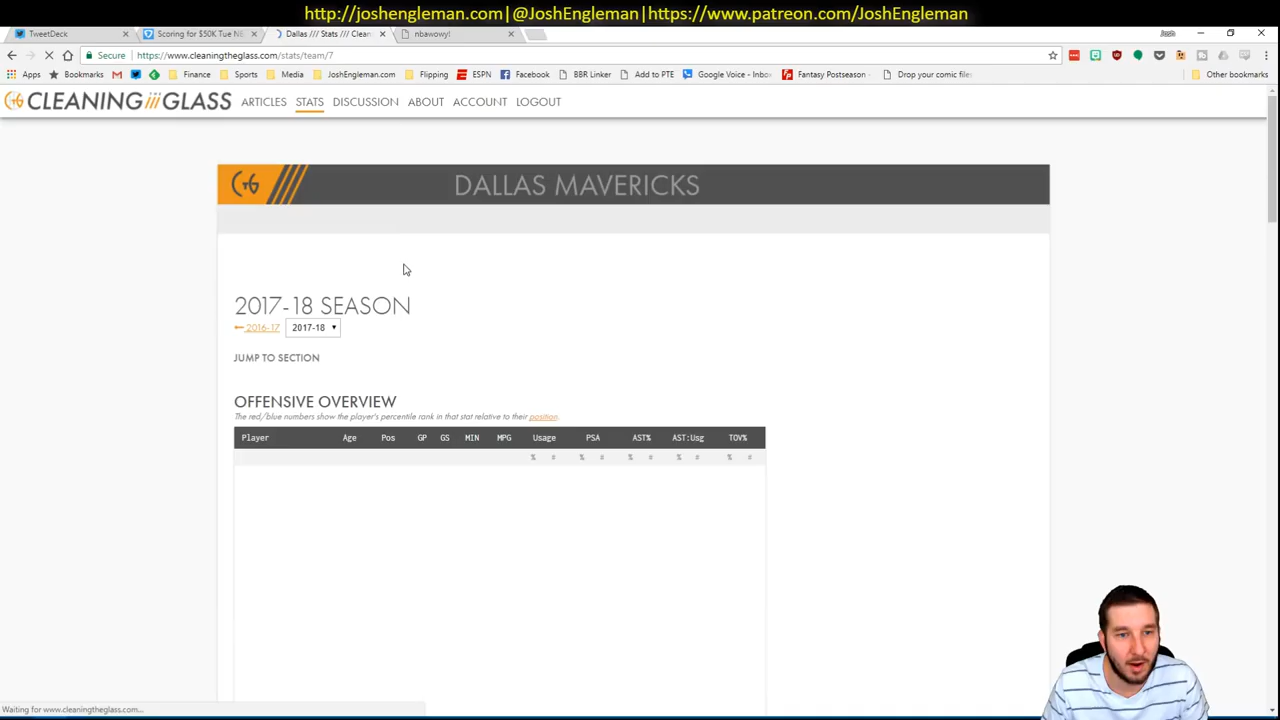 http://joshengleman.com|@JoshEngleman|https://www.patreon.com/JoshEngleman
TweetDeck Scoring for $50K Tue NB Dallas /// Stats /// Clean nbawowy! Josh
Secure https://www.cleaningtheglass.com/stats/team/7
Apps Bookmarks Finance Sports Media JoshEngleman.com Flipping ESPN Facebook BBR Linker Add to PTE Google Voice - Inbo Fantasy Postseason Drop your comic files Other bookmarks
CLEANING GLASS ARTICLES STATS DISCUSSION ABOUT ACCOUNT LOGOUT
CTG DALLAS MAVERICKS
2017-18 SEASON
2016-17 2017-18
JUMP TO SECTION
OFFENSIVE OVERVIEW
The red/blue numbers show the player's percentile rank in that stat relative to their position.
Player Age Pos GP GS MIN MPG Usage PSA AST% AST:Usg TOV%
% # % # % # % # % #
Waiting for www.cleaningtheglass.com...